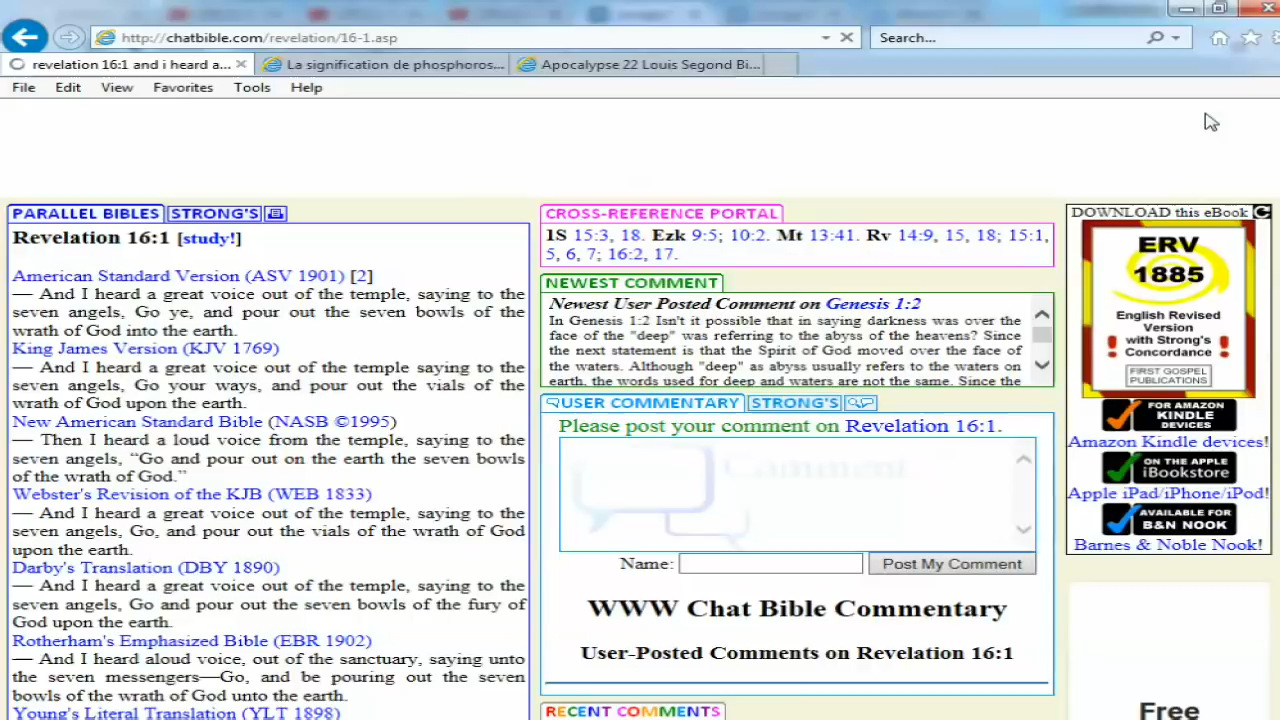 http://chatbible.com/revelation/16-1.asp
Search...
revelation 16:1 and i heard a...
La signification de phosphoros...
Apocalypse 22 Louis Segond Bi...
File Edit View Favorites Tools Help
PARALLEL BIBLES STRONG'S
Revelation 16:1 [study!]
American Standard Version (ASV 1901) [2]
— And I heard a great voice out of the temple, saying to the
seven angels, Go ye, and pour out the seven bowls of the
wrath of God into the earth.
King James Version (KJV 1769)
— And I heard a great voice out of the temple saying to the
seven angels, Go your ways, and pour out the vials of the
wrath of God upon the earth.
New American Standard Bible (NASB ©1995)
— Then I heard a loud voice from the temple, saying to the
seven angels, “Go and pour out on the earth the seven bowls
of the wrath of God.”
Webster's Revision of the KJB (WEB 1833)
— And I heard a great voice out of the temple, saying to the
seven angels, Go, and pour out the vials of the wrath of God
upon the earth.
Darby's Translation (DBY 1890)
— And I heard a great voice out of the temple, saying to the
seven angels, Go and pour out the seven bowls of the fury of
God upon the earth.
Rotherham's Emphasized Bible (EBR 1902)
— And I heard aloud voice, out of the sanctuary, saying unto
the seven messengers—Go, and be pouring out the seven
bowls of the wrath of God unto the earth.
Young's Literal Translation (YLT 1898)
CROSS-REFERENCE PORTAL
1S 15:3, 18. Ezk 9:5; 10:2. Mt 13:41. Rv 14:9, 15, 18; 15:1,
5, 6, 7; 16:2, 17.
NEWEST COMMENT
Newest User Posted Comment on Genesis 1:2
In Genesis 1:2 Isn't it possible that in saying darkness was over the
face of the "deep" was referring to the abyss of the heavens? Since
the next statement is that the Spirit of God moved over the face of
the waters. Although "deep" as abyss usually refers to the waters on
earth, the words used for deep and waters are not the same. Since the
USER COMMENTARY STRONG'S
Please post your comment on Revelation 16:1.
Comment
Name:
Post My Comment
WWW Chat Bible Commentary
User-Posted Comments on Revelation 16:1
RECENT COMMENTS
DOWNLOAD this eBook
ERV
1885
English Revised
Version
with Strong's
Concordance
FIRST GOSPEL
PUBLICATIONS
FOR AMAZON
KINDLE
DEVICES
Amazon Kindle devices!
ON THE APPLE
iBookstore
Apple iPad/iPhone/iPod!
AVAILABLE FOR
B&N NOOK
Barnes & Noble Nook!
Free